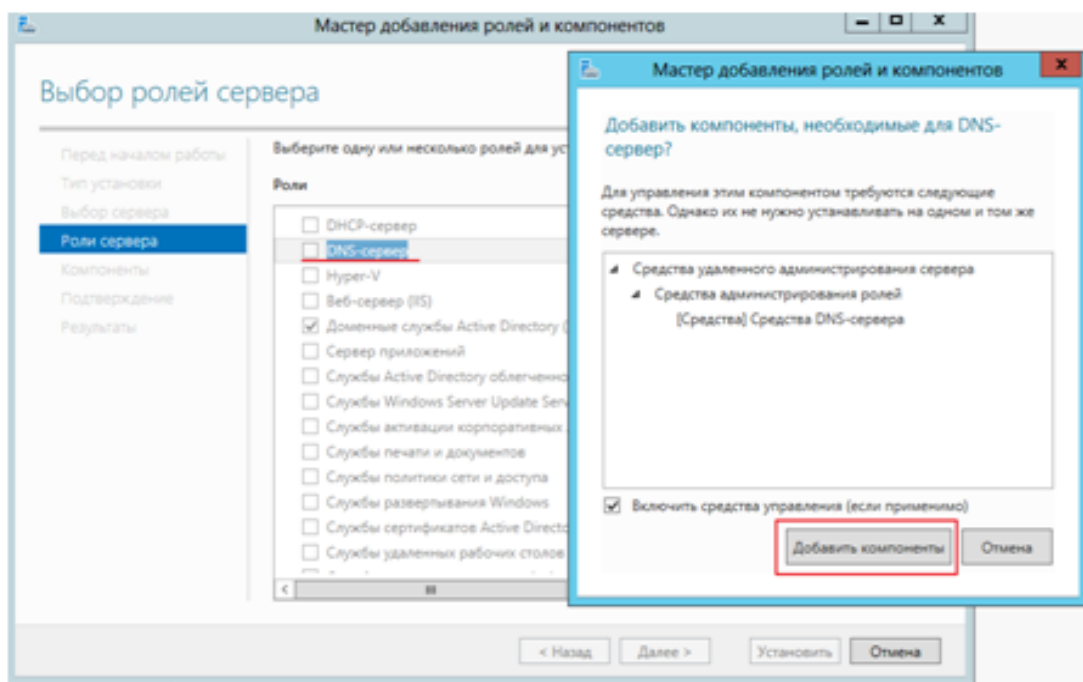 Мастер добавления ролей и компонентов
Выбор ролей сервера
Перед началом работы
Тип установки
Выбор сервера
Роли сервера
Компоненты
Подтверждение
Результаты
Выберите одну или несколько ролей для
Роли
DHCP-сервер
DNS-сервер
Hyper-V
Веб-сервер (IIS)
Доменные службы Active Directory (
Сервер приложений
Службы Active Directory
Службы Windows Server Update
Службы активации корпоративных
Службы печати и документов
Службы политики сети и доступа
Службы развертывания Windows
Службы сертификатов Active
Службы удаленных рабочих столов
< Назад
Далее >
Установить
Отмена
Мастер добавления ролей и компонентов
Добавить компоненты, необходимые для DNS-
сервер?
Для управления этим компонентом требуются следующие
средства. Однако их не нужно устанавливать на одном и том же
сервере.
Средства удаленного администрирования сервера
Средства администрирования ролей
[Средства] Средства DNS-сервера
Включить средства управления (если применимо)
Добавить компоненты
Отмена